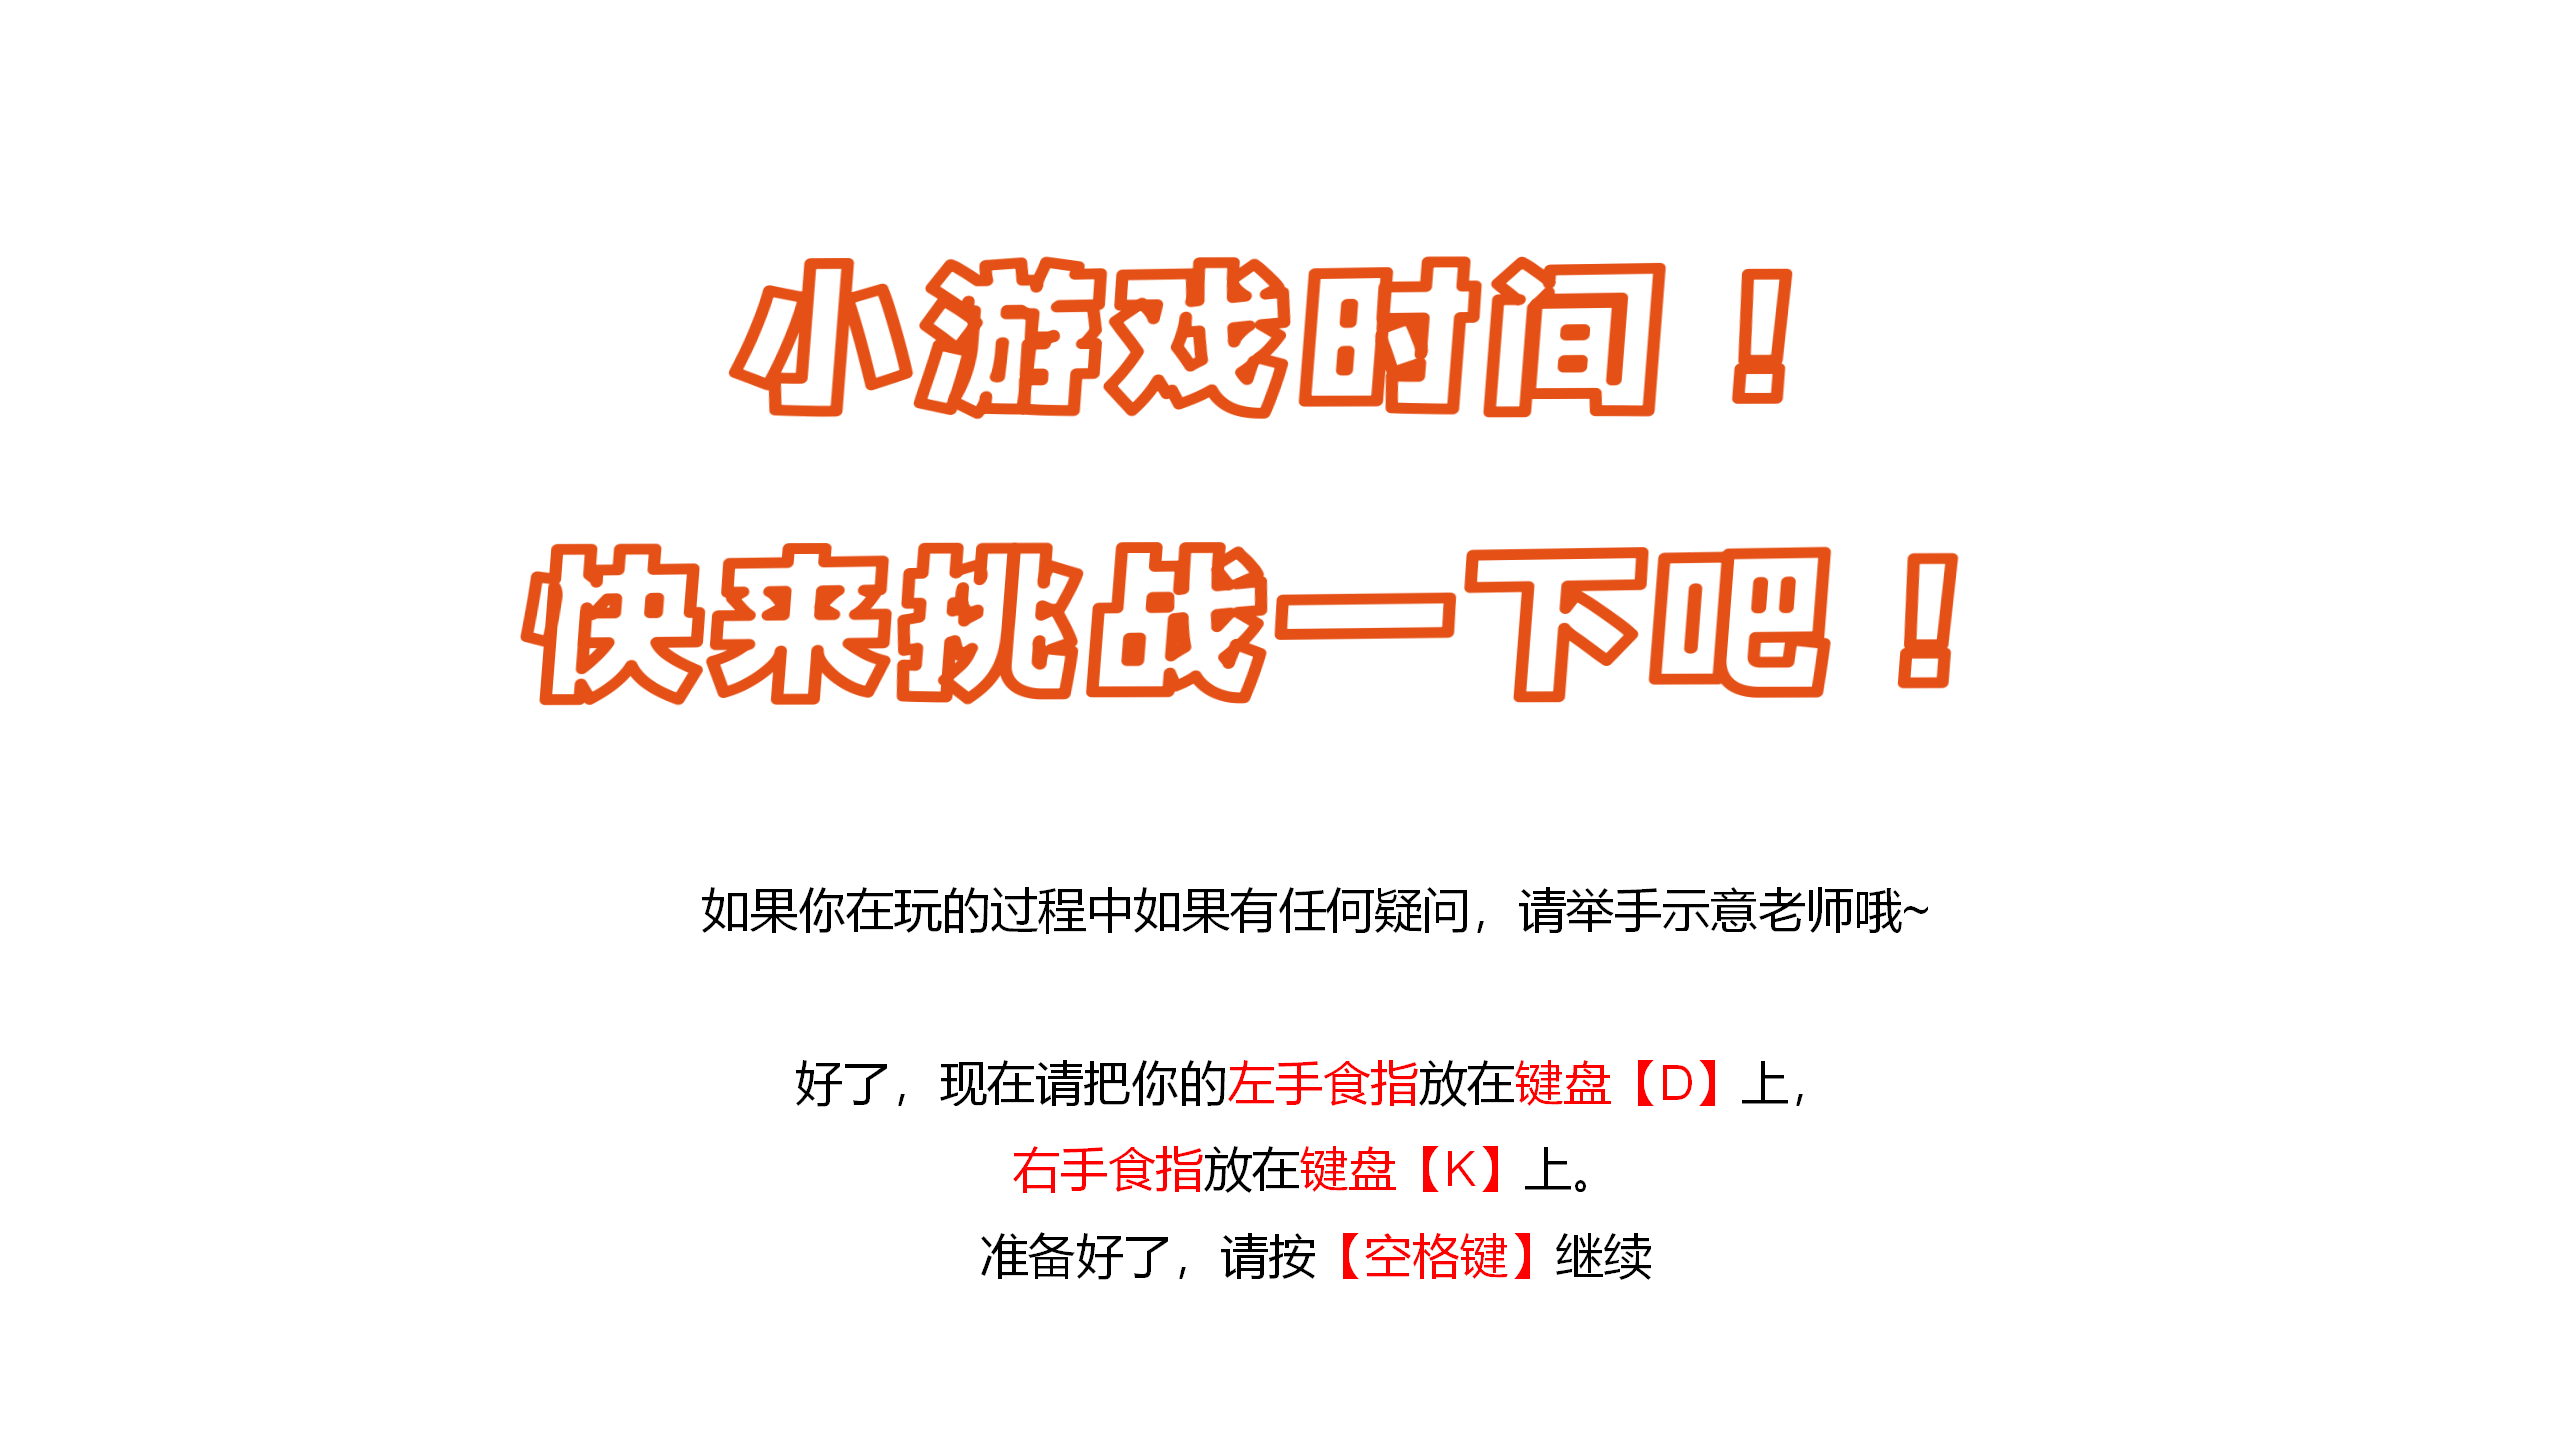 小游戏时间！
快来挑战一下吧！
如果你在玩的过程中如果有任何疑问，请举手示意老师哦~
好了，现在请把你的左手食指放在键盘【D】上，
右手食指放在键盘【K】上。
准备好了，请按【空格键】继续